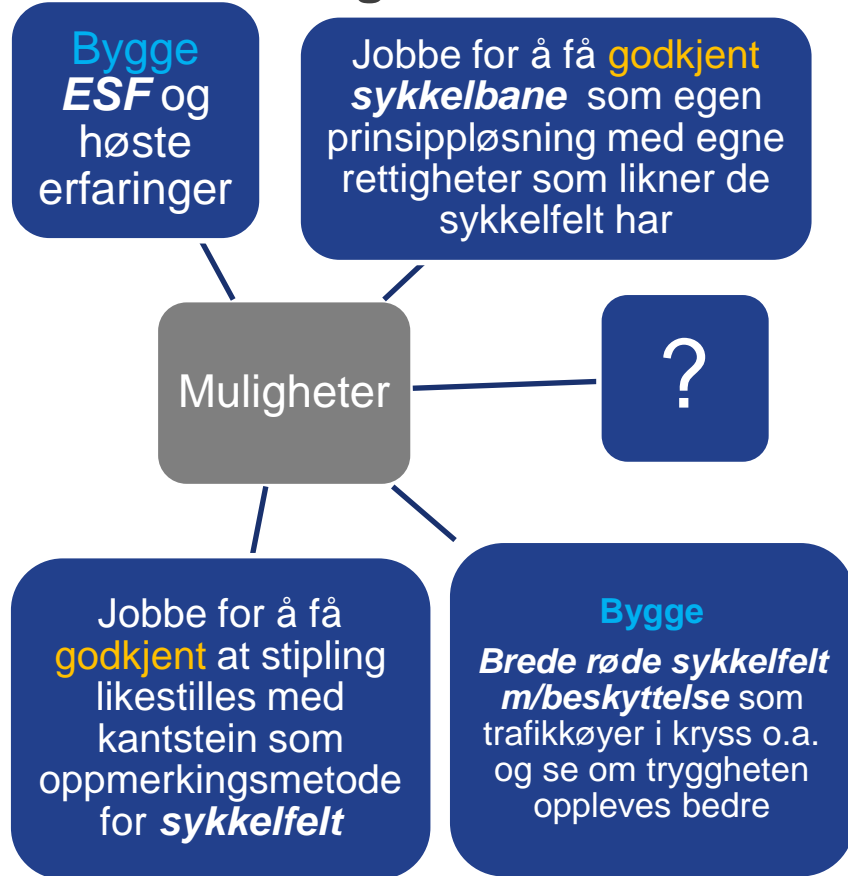 Bygge
ESF og
høste
erfaringer
Jobbe for å få godkjent
sykkelbane som egen
prinsippløsning med egne
rettigheter som likner de
sykkelfelt har
Muligheter
?
Jobbe for å få
godkjent at stipling
likestilles med
kantstein som
oppmerkingsmetode
for sykkelfelt
Bygge
Brede røde sykkelfelt
m/beskyttelse som
trafikkøyer i kryss o.a.
og se om tryggheten
oppleves bedre